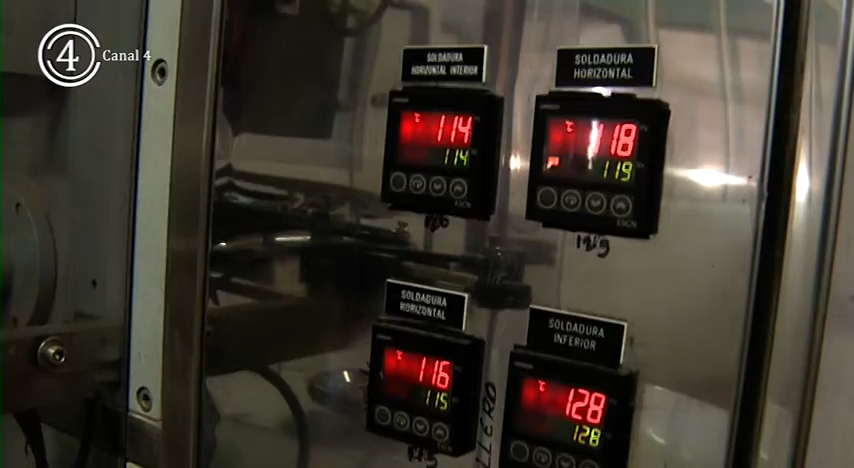 4 Canal 4
SOLDADURA
HORIZONTAL INTERIOR
SOLDADURA
HORIZONTAL
°C 114
114
°C 118
119
120
SOLDADURA
HORIZONTAL
SOLDADURA
INFERIOR
°C 116
115
°C 128
128